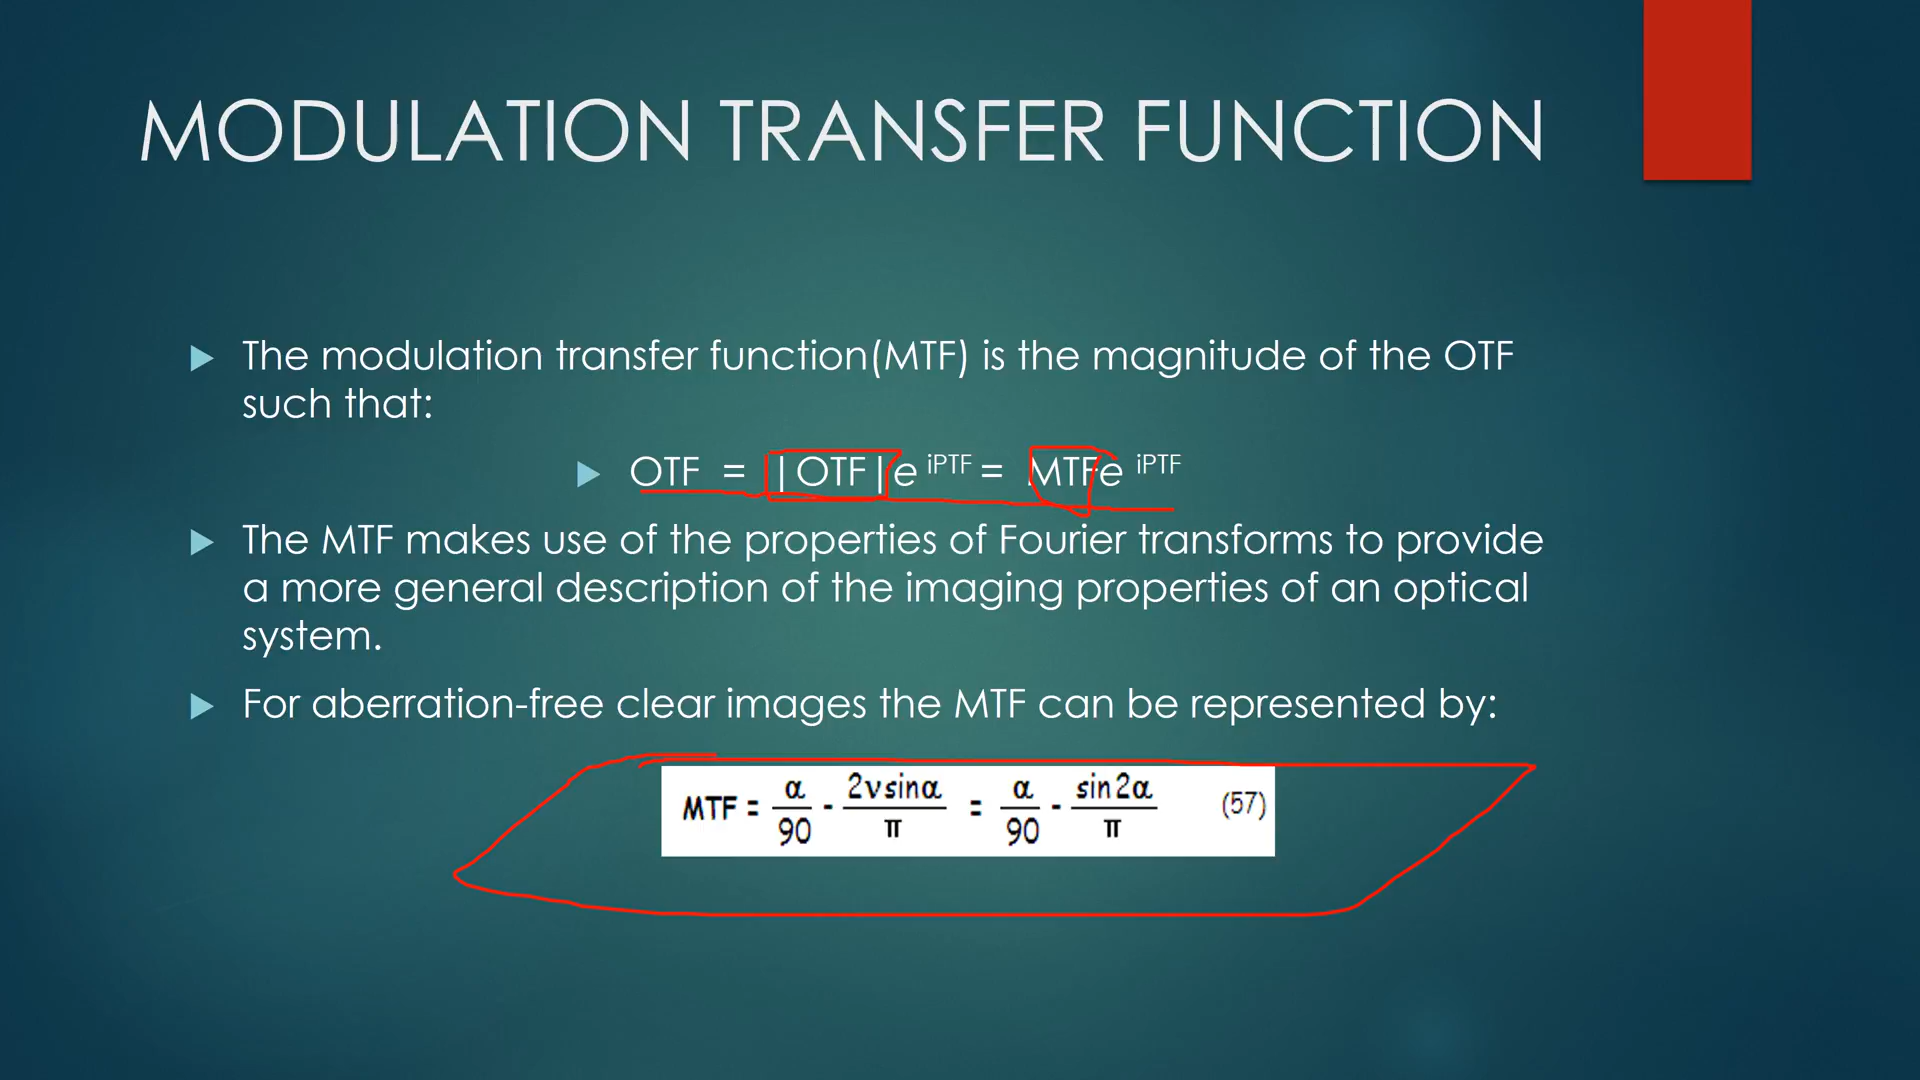 MODULATION TRANSFER FUNCTION
The modulation transfer function(MTF) is the magnitude of the OTF
such that:
OTF = |OTF|e iPTF = MTFe iPTF
The MTF makes use of the properties of Fourier transforms to provide
a more general description of the imaging properties of an optical
system.
For aberration-free clear images the MTF can be represented by:
MTF = α/90 - 2νsinα/π = α/90 - sin2α/π (57)